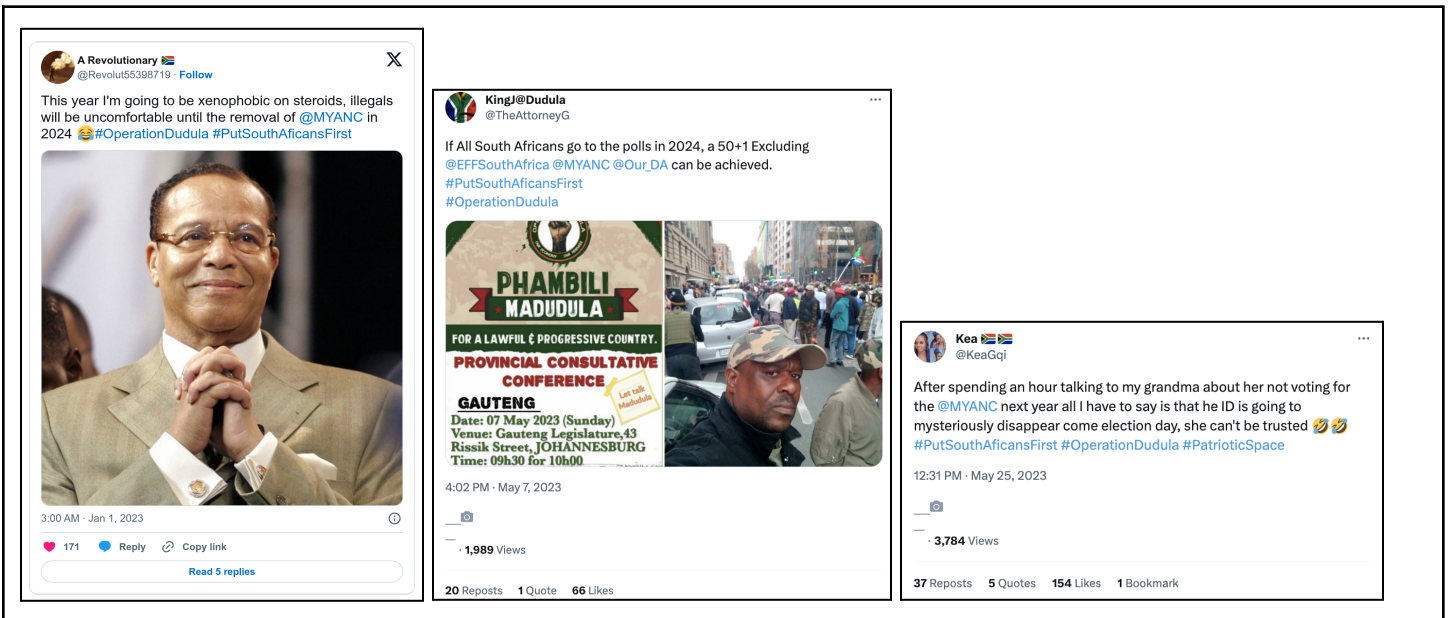 A Revolutionary 🇿🇦
@Revolut55398719 · Follow
This year I'm going to be xenophobic on steroids, illegals
will be uncomfortable until the removal of @MYANC in
2024 😂#OperationDudula #PutSouthAficansFirst
3:00 AM · Jan 1, 2023
171 Reply Copy link
Read 5 replies
KingJ@Dudula
@TheAttorneyG
If All South Africans go to the polls in 2024, a 50+1 Excluding
@EFFSouthAfrica @MYANC @Our_DA can be achieved.
#PutSouthAficansFirst
#OperationDudula
PHAMBILI
MADUDULA
FOR A LAWFUL & PROGRESSIVE COUNTRY.
PROVINCIAL CONSULTATIVE
CONFERENCE
Let talk
Madudula
GAUTENG
Date: 07 May 2023 (Sunday)
Venue: Gauteng Legislature,43
Rissik Street, JOHANNESBURG
Time: 09h30 for 10h00
4:02 PM · May 7, 2023
· 1,989 Views
20 Reposts 1 Quote 66 Likes
Kea 🇿🇦🇿🇦
@KeaGqi
After spending an hour talking to my grandma about her not voting for
the @MYANC next year all I have to say is that he ID is going to
mysteriously disappear come election day, she can't be trusted 🤣🤣
#PutSouthAficansFirst #OperationDudula #PatrioticSpace
12:31 PM · May 25, 2023
· 3,784 Views
37 Reposts 5 Quotes 154 Likes 1 Bookmark